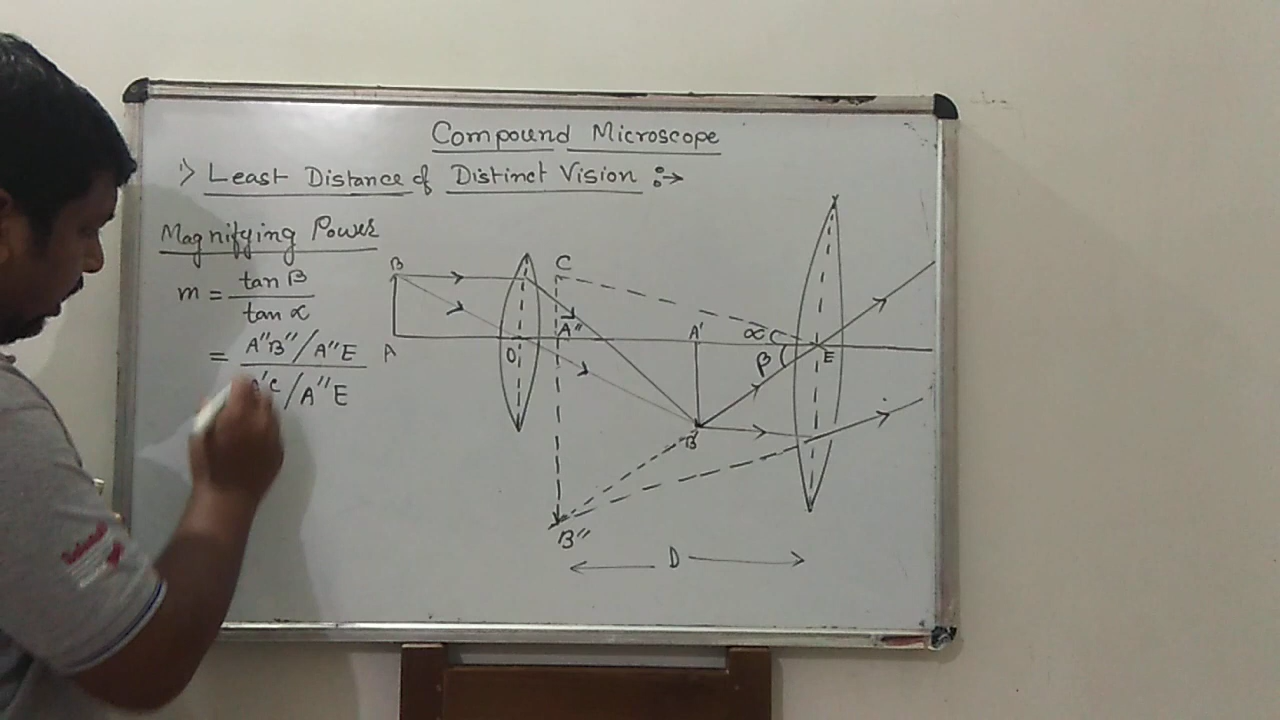 Compound Microscope
Least Distance of Distinct Vision :→
Magnifying Power
m = tan β / tan α
= A"B"/A"E
'C/A"E
B
A
O
C
A"
A'
α
β
E
B'
B"
D